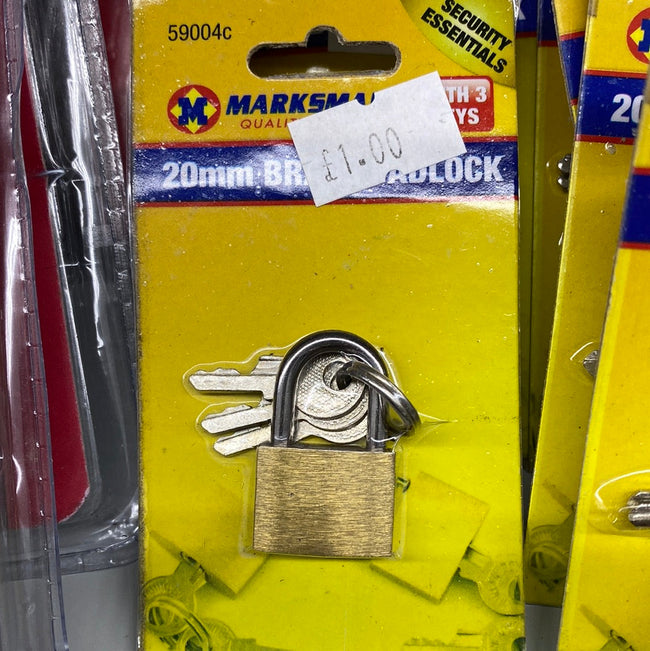 59004c
SECURITY
ESSENTIALS
M MARKSMA
TH 3
QUALIT
YS
£1.00
20mm BR ADLOCK
20